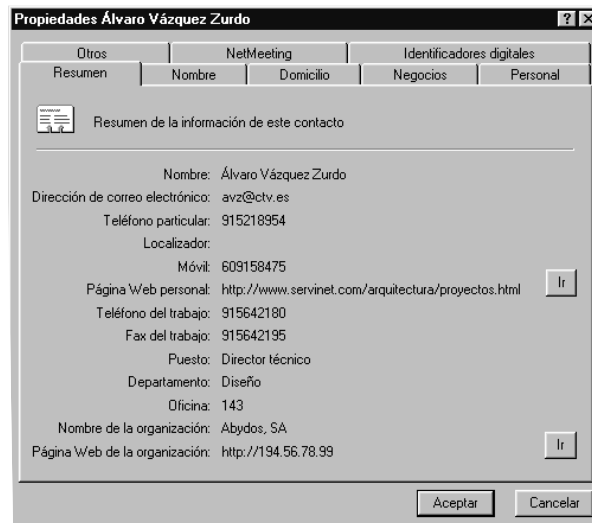 Propiedades Álvaro Vázquez Zurdo
Otros NetMeeting Identificadores digitales
Resumen Nombre Domicilio Negocios Personal
Resumen de la información de este contacto
Nombre: Álvaro Vázquez Zurdo
Dirección de correo electrónico: avz@ctv.es
Teléfono particular: 915218954
Localizador:
Móvil: 609158475
Página Web personal: http://www.servinet.com/arquitectura/proyectos.html Ir
Teléfono del trabajo: 915642180
Fax del trabajo: 915642195
Puesto: Director técnico
Departamento: Diseño
Oficina: 143
Nombre de la organización: Abydos, SA
Página Web de la organización: http://194.56.78.99 Ir
Aceptar Cancelar